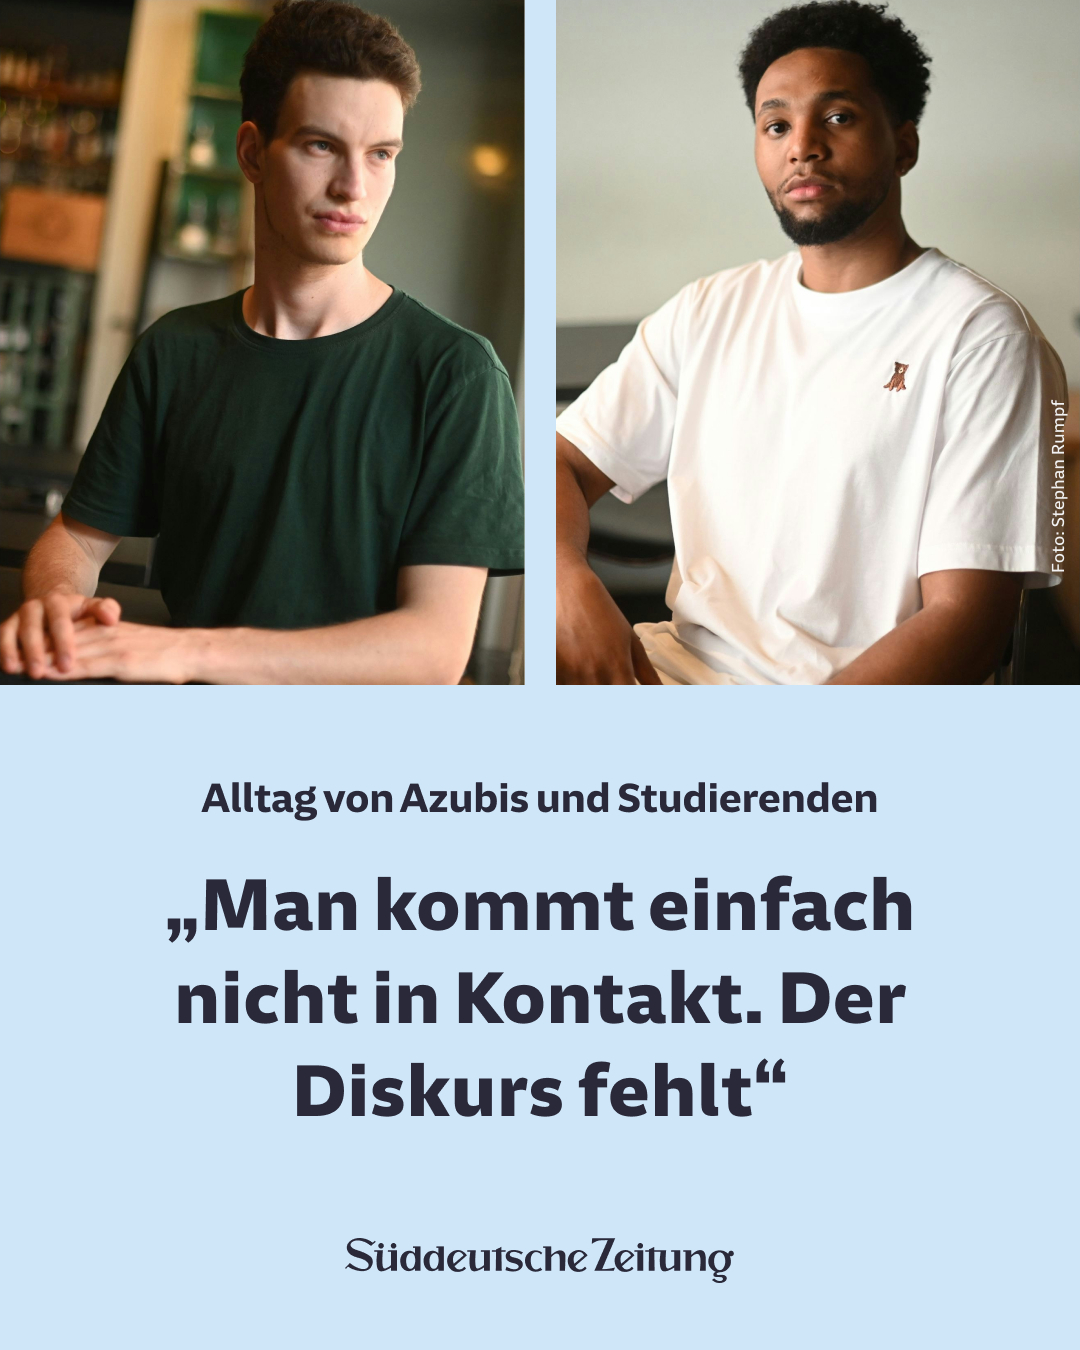 Foto: Stephan Rumpf
Alltag von Azubis und Studierenden
„Man kommt einfach
nicht in Kontakt. Der
Diskurs fehlt“
Süddeutsche Zeitung